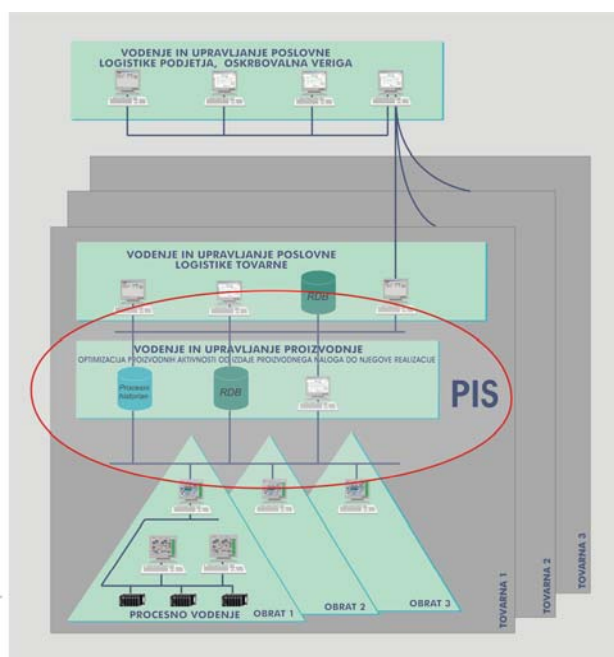 VODENJE IN UPRAVLJANJE POSLOVNE
LOGISTIKE PODJETJA, OSKRBOVALNA VERIGA
VODENJE IN UPRAVLJANJE POSLOVNE
LOGISTIKE TOVARNE
RDB
VODENJE IN UPRAVLJANJE PROIZVODNJE
OPTIMIZACIJA PROIZVODNIH AKTIVNOSTI OD IZDAJE PROIZVODNEGA NALOGA DO NJEGOVE REALIZACIJE
Procesni
historian
RDB
PIS
OBRAT 1
OBRAT 2
OBRAT 3
PROCESNO VODENJE
TOVARNA 1
TOVARNA 2
TOVARNA 3